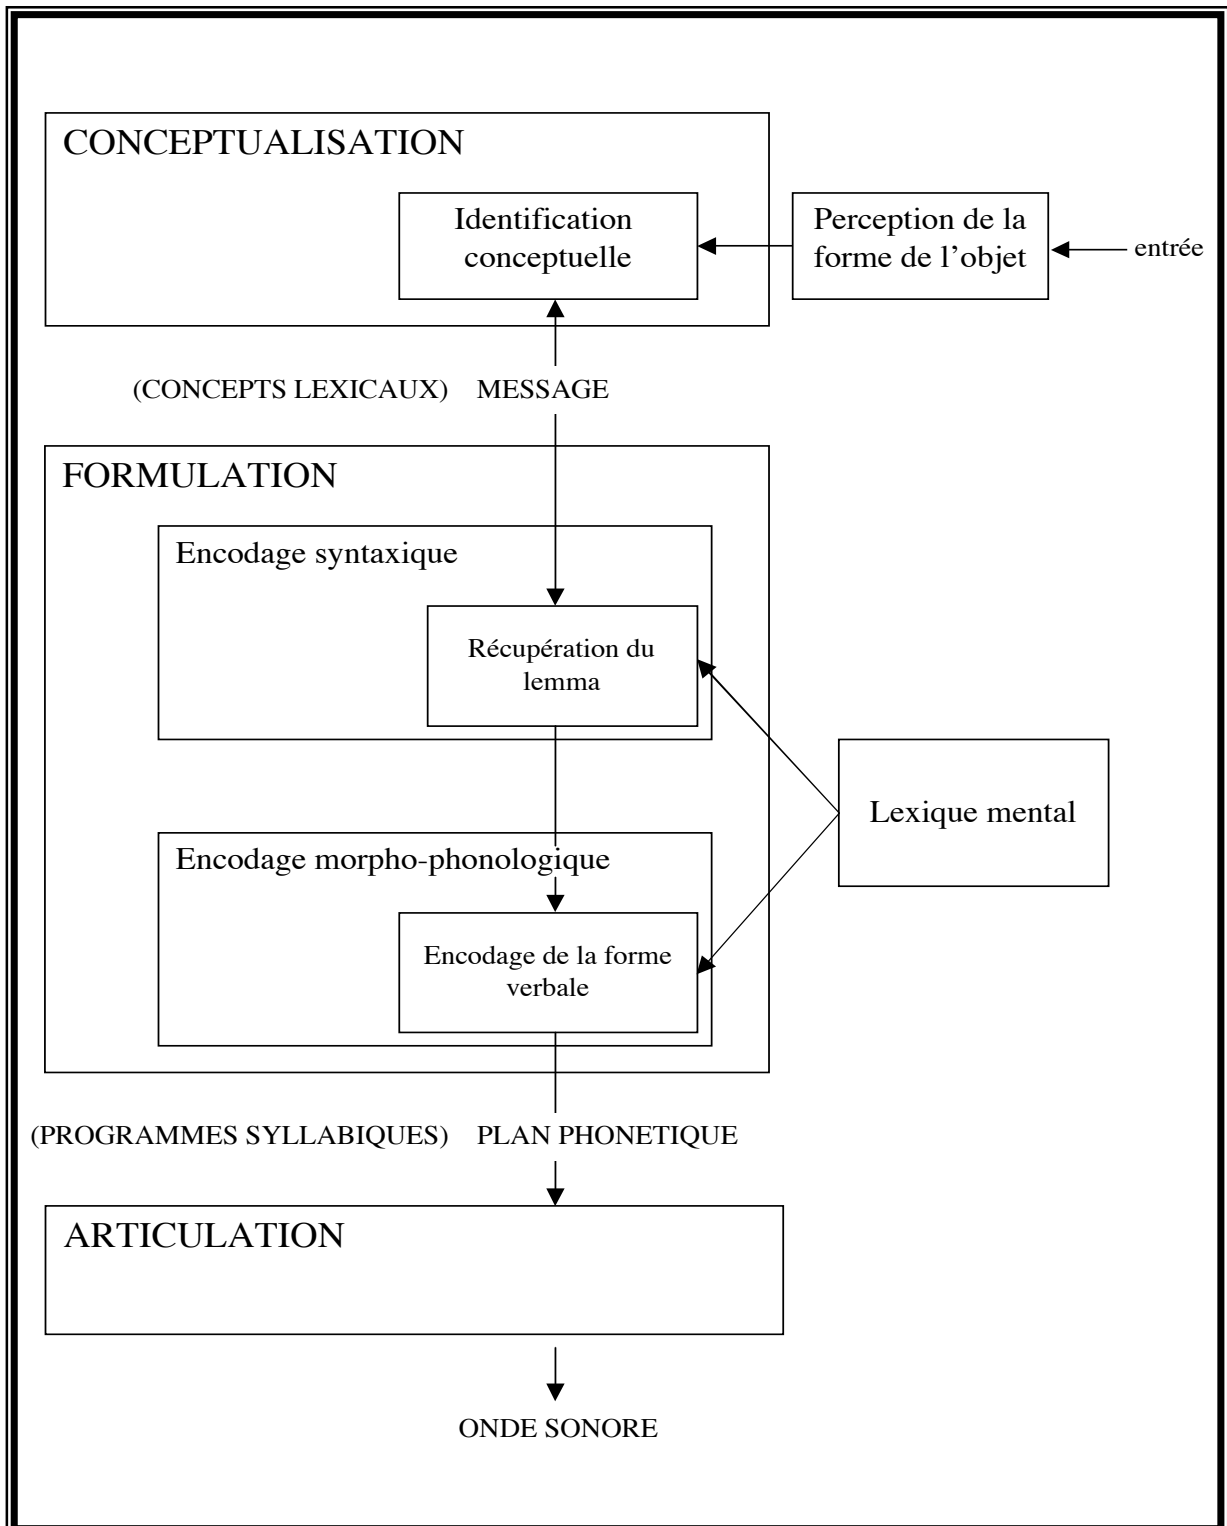 CONCEPTUALISATION
Identification
conceptuelle
Perception de la
forme de l’objet
entrée
(CONCEPTS LEXICAUX) MESSAGE
FORMULATION
Encodage syntaxique
Récupération du
lemma
Lexique mental
Encodage morpho-phonologique
Encodage de la forme
verbale
(PROGRAMMES SYLLABIQUES) PLAN PHONETIQUE
ARTICULATION
ONDE SONORE